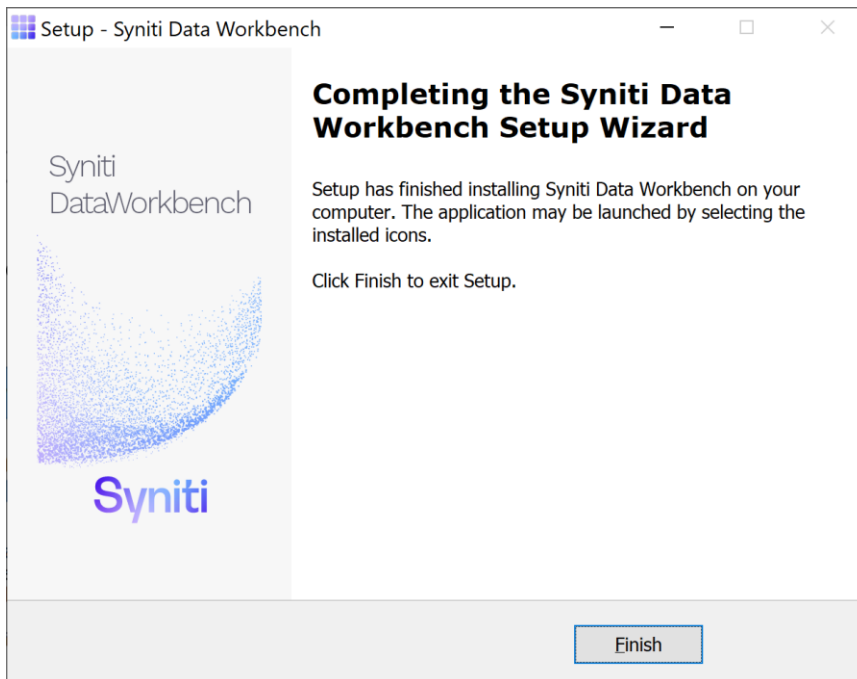 Setup - Syniti Data Workbench
Syniti
DataWorkbench
Syniti
Completing the Syniti Data
Workbench Setup Wizard
Setup has finished installing Syniti Data Workbench on your
computer. The application may be launched by selecting the
installed icons.
Click Finish to exit Setup.
Finish